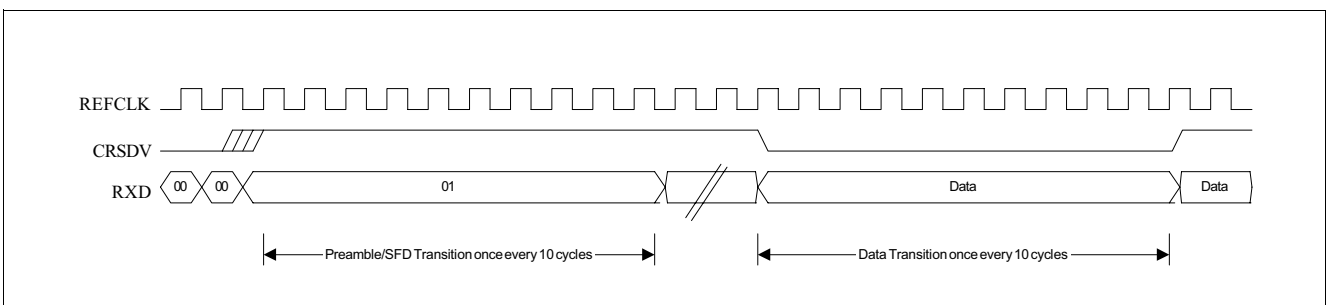 REFCLK
CRSDV
RXD 00 00 01 Data Data
Preamble/SFD Transition once every 10 cycles Data Transition once every 10 cycles